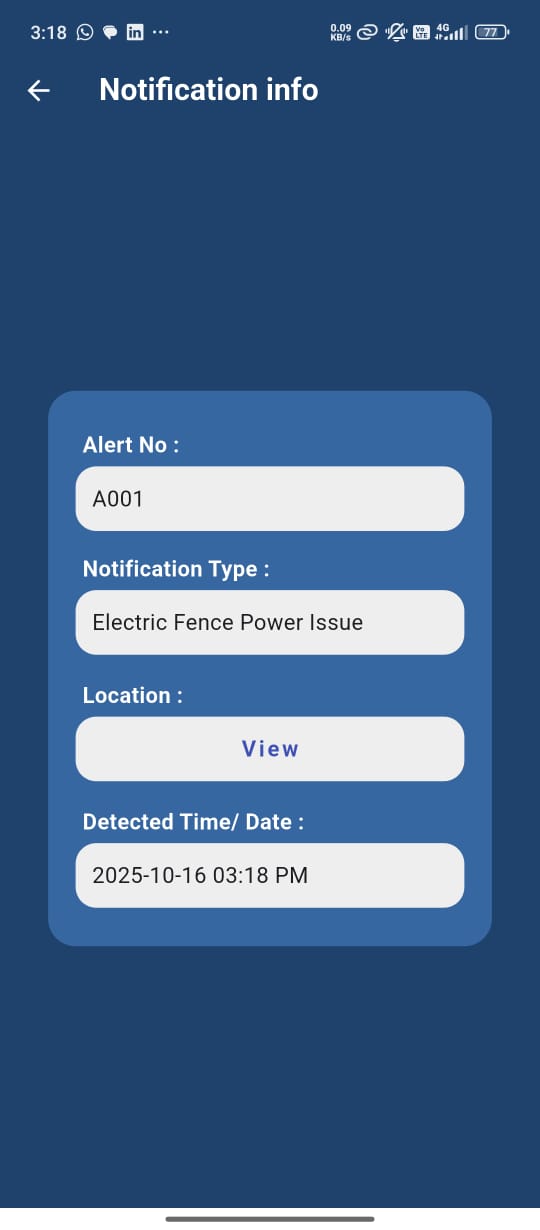 3:18 in ... 0.09 KB/s Vo LTE 4G 77
Notification info
Alert No :
A001
Notification Type :
Electric Fence Power Issue
Location :
View
Detected Time/ Date :
2025-10-16 03:18 PM